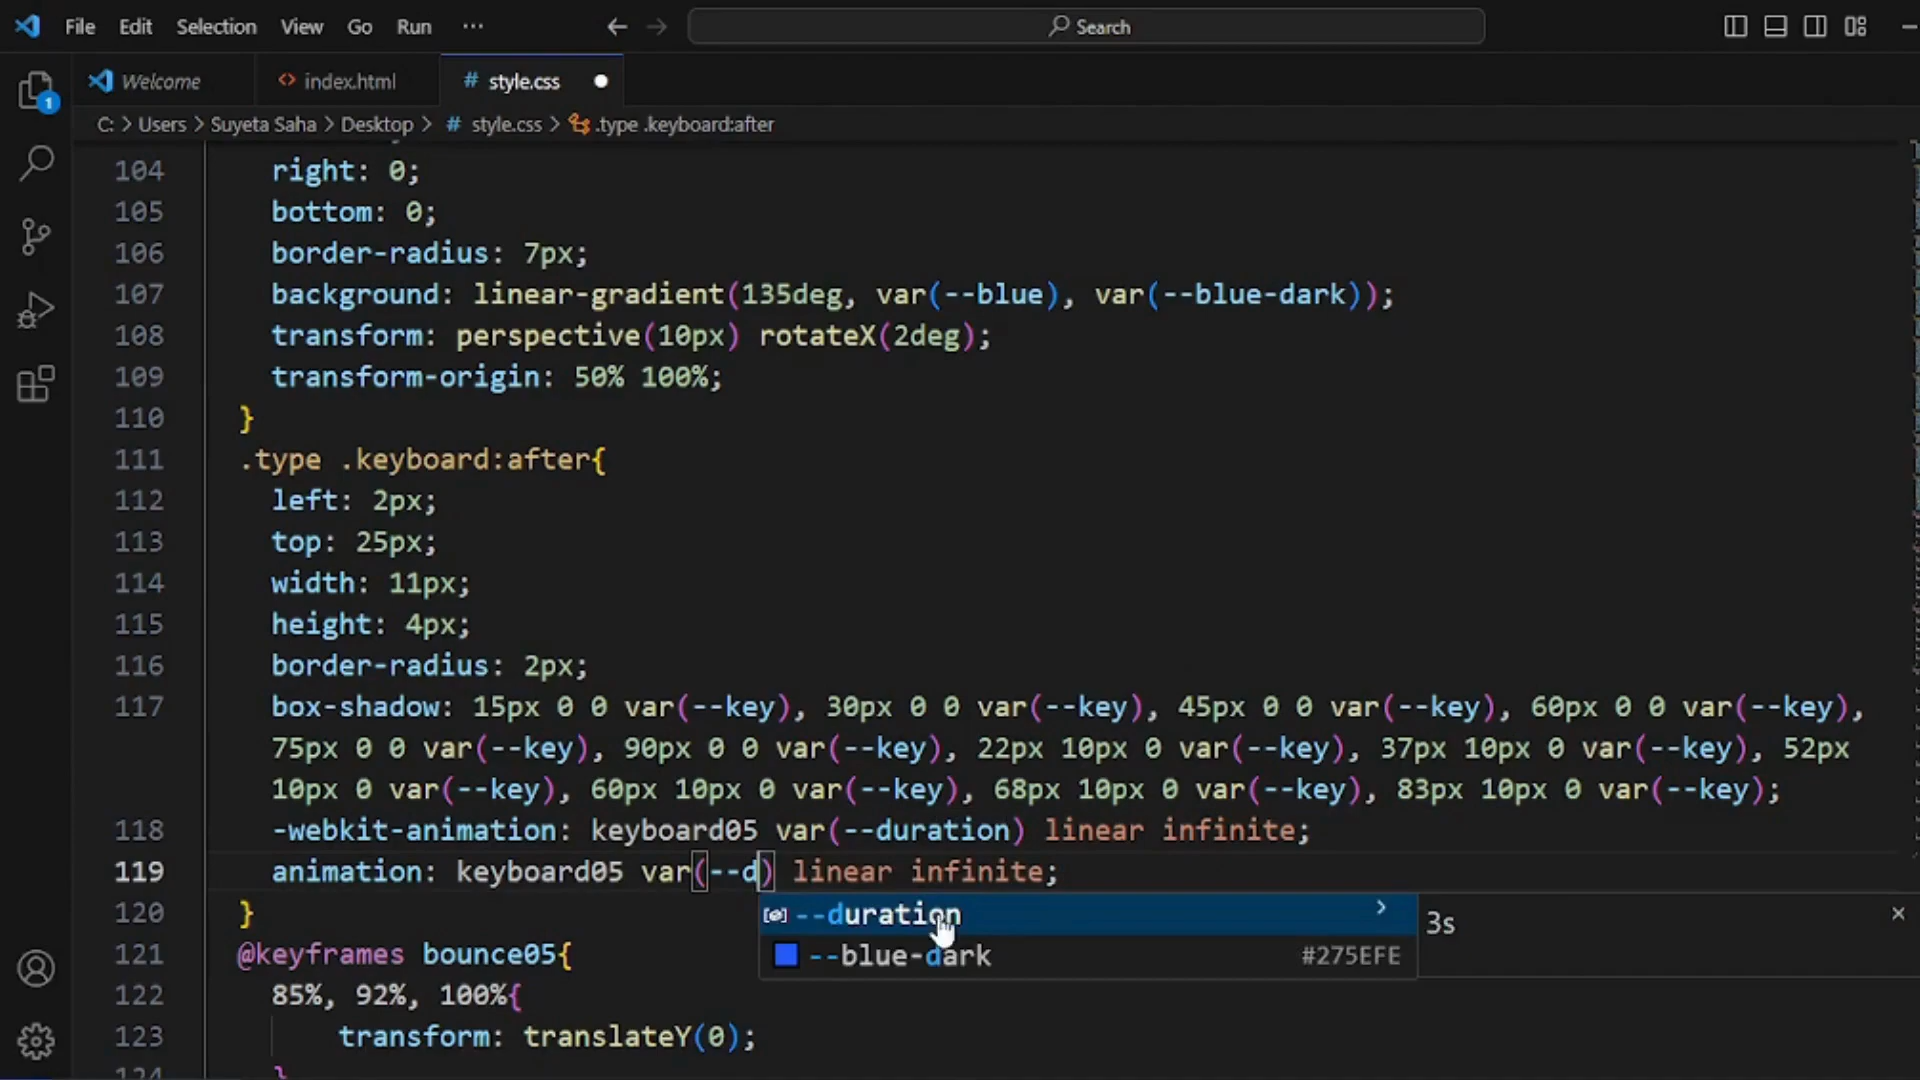 File Edit Selection View Go Run ··· Search
1 Welcome index.html # style.css
C: > Users > Suyeta Saha > Desktop > # style.css > .type .keyboard:after
104 right: 0;
105 bottom: 0;
106 border-radius: 7px;
107 background: linear-gradient(135deg, var(--blue), var(--blue-dark));
108 transform: perspective(10px) rotateX(2deg);
109 transform-origin: 50% 100%;
110 }
111 .type .keyboard:after{
112 left: 2px;
113 top: 25px;
114 width: 11px;
115 height: 4px;
116 border-radius: 2px;
117 box-shadow: 15px 0 0 var(--key), 30px 0 0 var(--key), 45px 0 0 var(--key), 60px 0 0 var(--key),
75px 0 0 var(--key), 90px 0 0 var(--key), 22px 10px 0 var(--key), 37px 10px 0 var(--key), 52px
10px 0 var(--key), 60px 10px 0 var(--key), 68px 10px 0 var(--key), 83px 10px 0 var(--key);
118 -webkit-animation: keyboard05 var(--duration) linear infinite;
119 animation: keyboard05 var(--d) linear infinite;
120 } --duration > 3s
121 @keyframes bounce05{ --blue-dark #275EFE
122 85%, 92%, 100%{
123 transform: translateY(0);
124 }